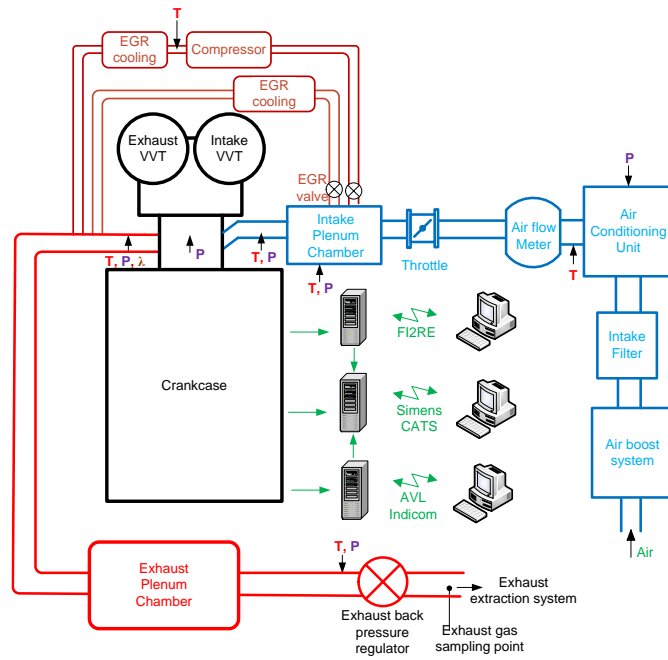 T
EGR
cooling
Compressor
EGR
cooling
Exhaust
VVT
Intake
VVT
EGR
valve
P
Intake
Plenum
Chamber
Air flow
Meter
Air
Conditioning
Unit
Throttle
T, P, λ
P
T, P
T, P
T
FI2RE
Intake
Filter
Crankcase
Simens
CATS
Air boost
system
AVL
Indicom
Air
T, P
Exhaust
Plenum
Chamber
Exhaust
extraction system
Exhaust back
pressure
regulator
Exhaust gas
sampling point